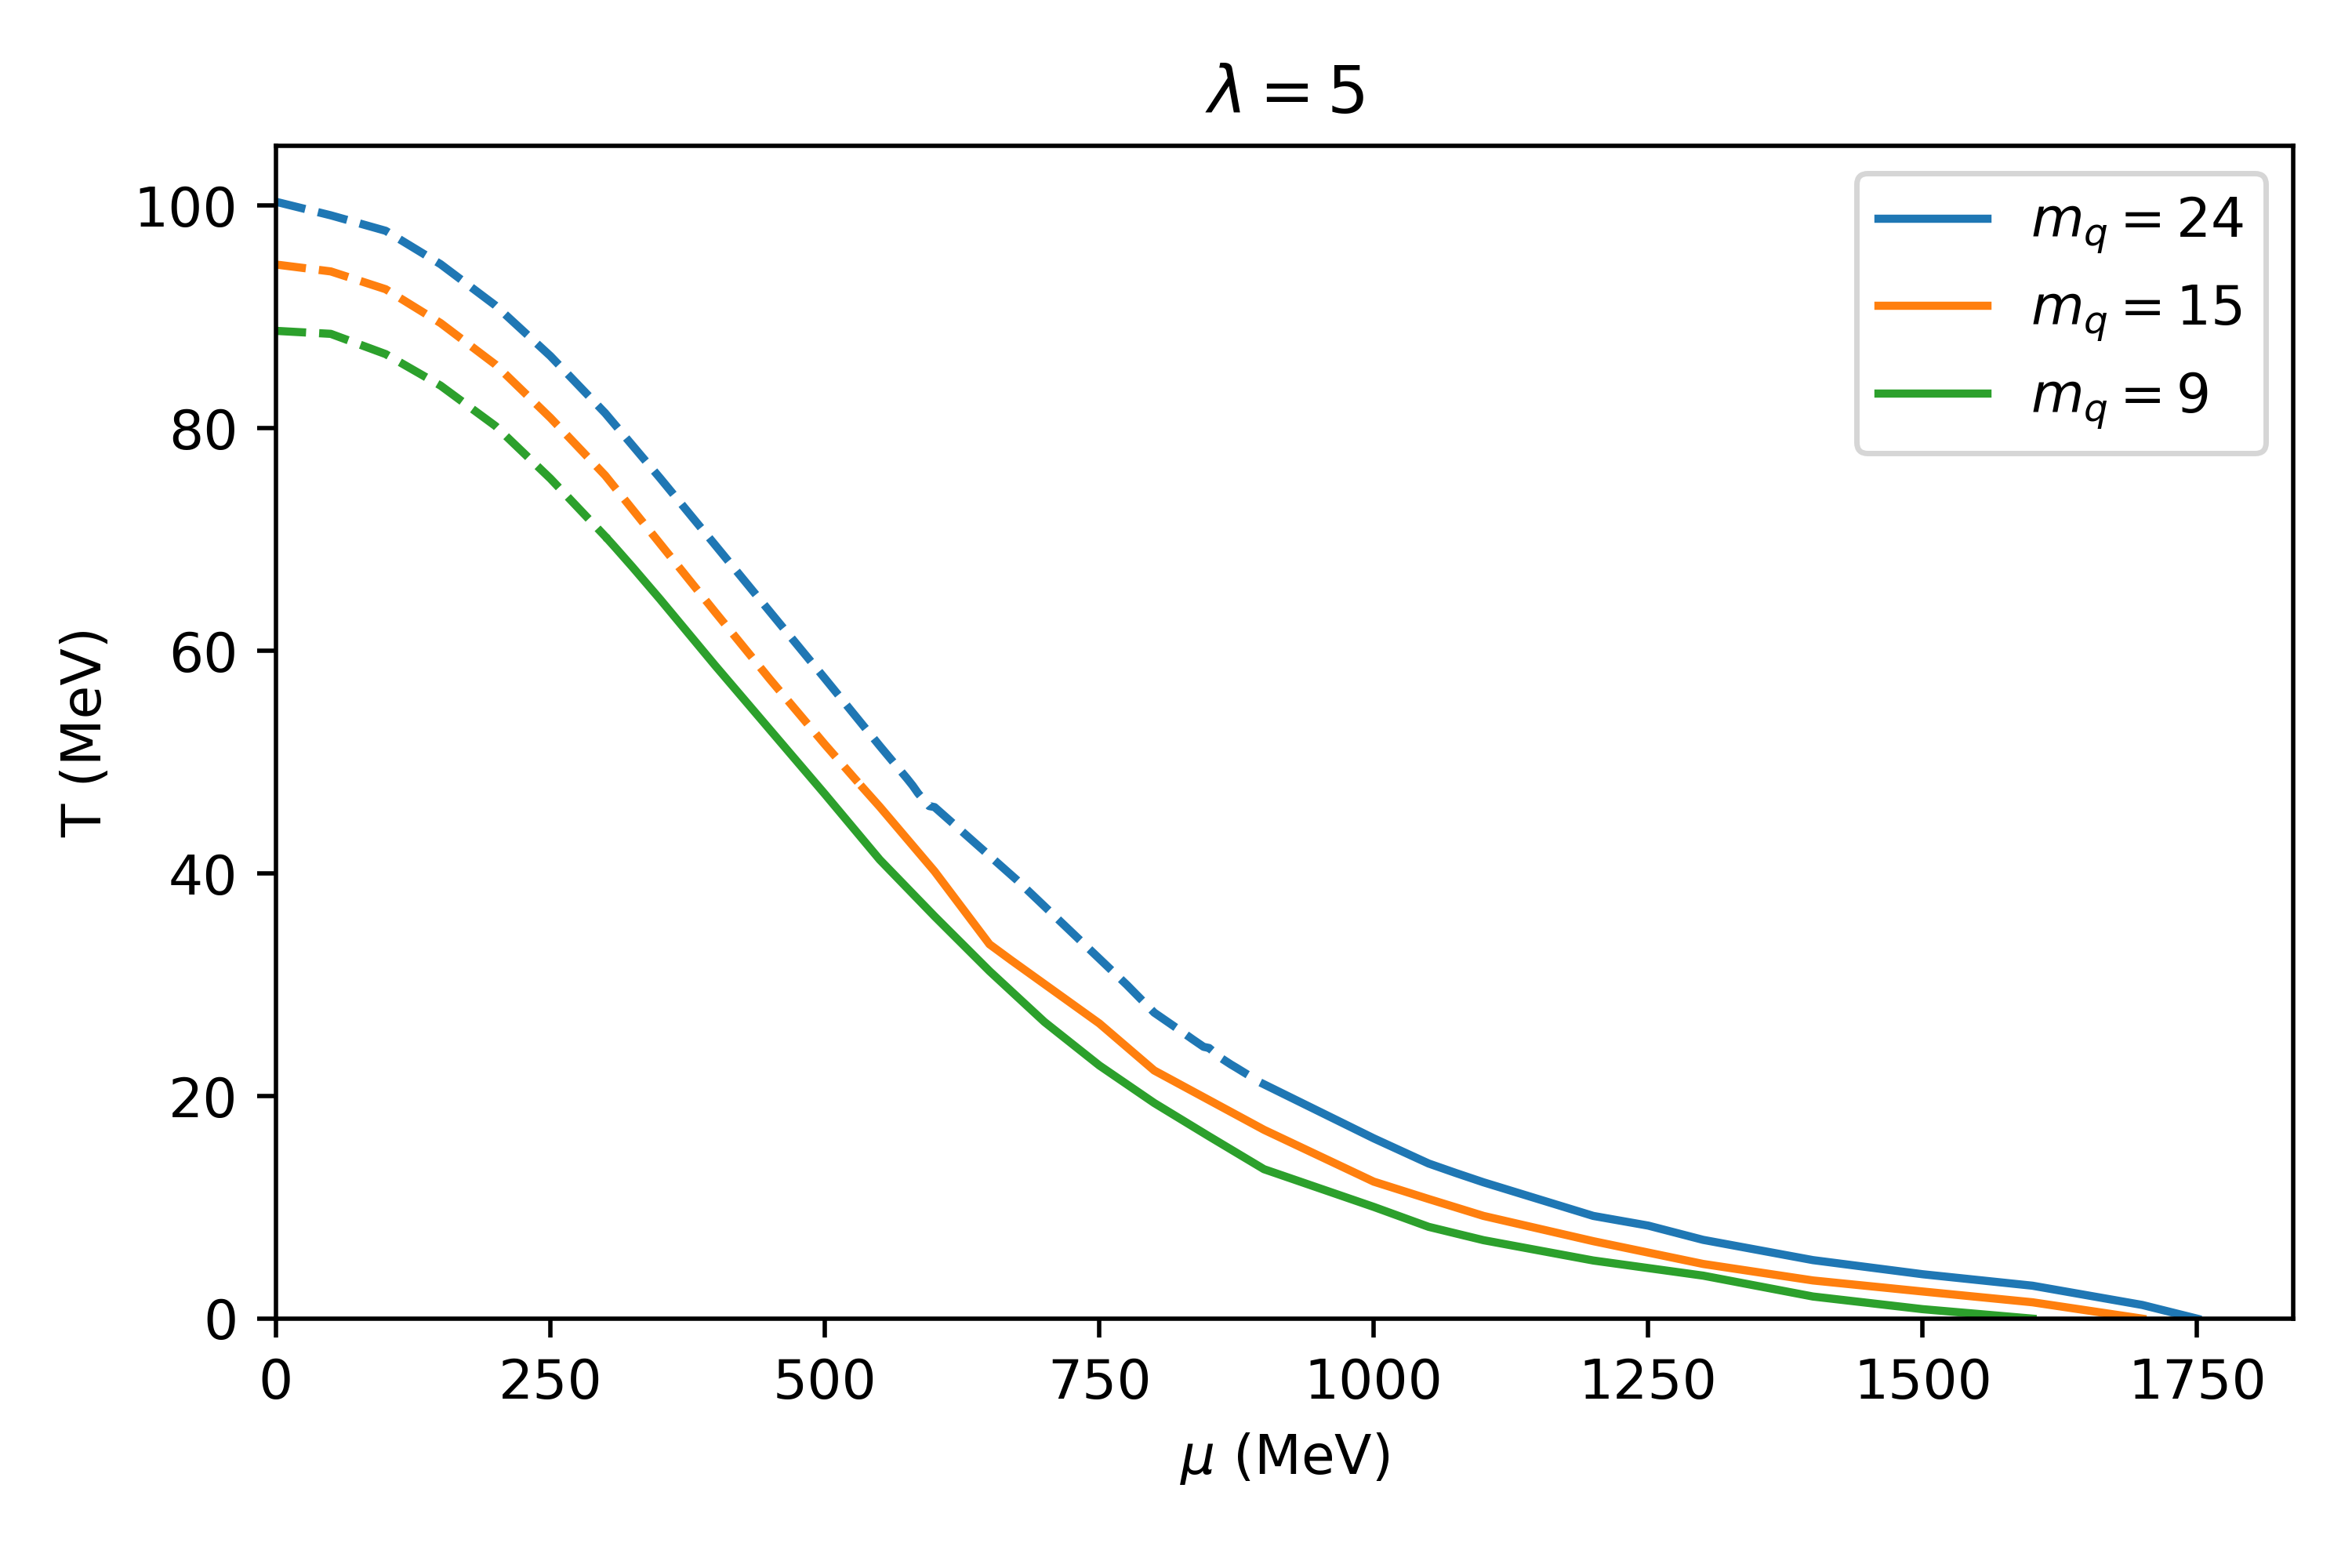 λ = 5
100
80
60
40
20
0
T (MeV)
0 250 500 750 1000 1250 1500 1750
μ (MeV)
m_q = 24
m_q = 15
m_q = 9